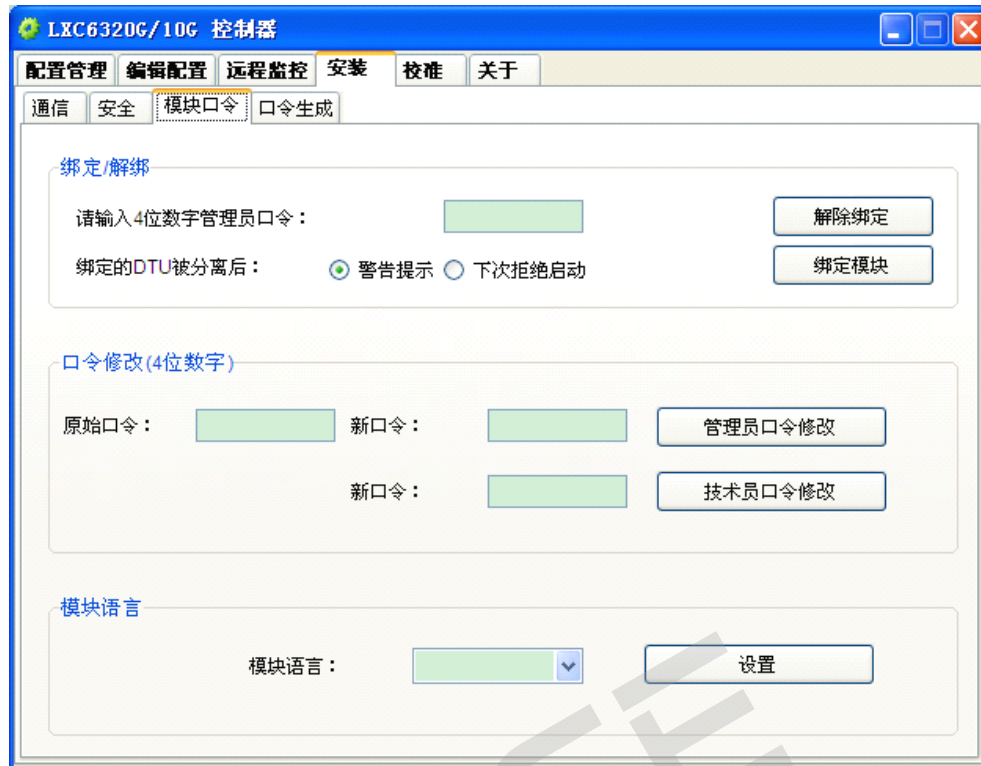 LXC6320G/10G 控制器
配置管理 编辑配置 远程监控 安装 校准 关于
通信 安全 模块口令 口令生成
绑定/解绑
请输入4位数字管理员口令： 解除绑定
绑定的DTU被分离后： 警告提示 下次拒绝启动 绑定模块
口令修改(4位数字)
原始口令： 新口令： 管理员口令修改
新口令： 技术员口令修改
模块语言
模块语言： 设置